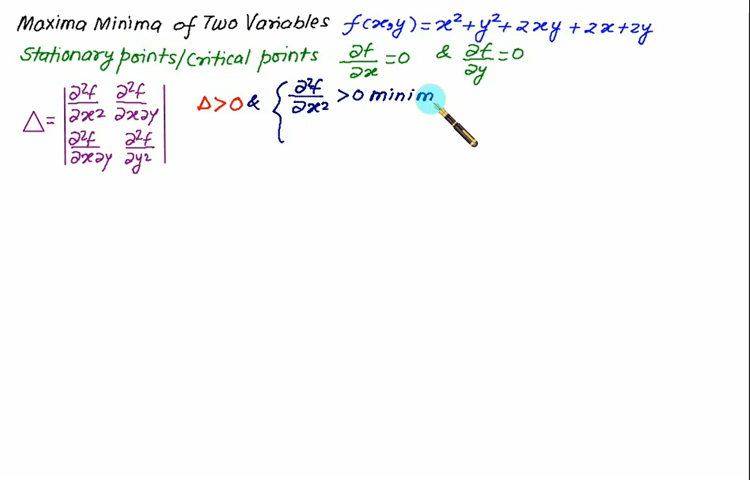 Maxima Minima of Two Variables f(x,y) = x² + y² + 2xy + 2x + 2y
Stationary points/Critical points ∂f/∂x = 0 & ∂f/∂y = 0
Δ = | ∂²f/∂x² ∂²f/∂x∂y | Δ > 0 & { ∂²f/∂x² > 0 minim
| ∂²f/∂x∂y ∂²f/∂y² |